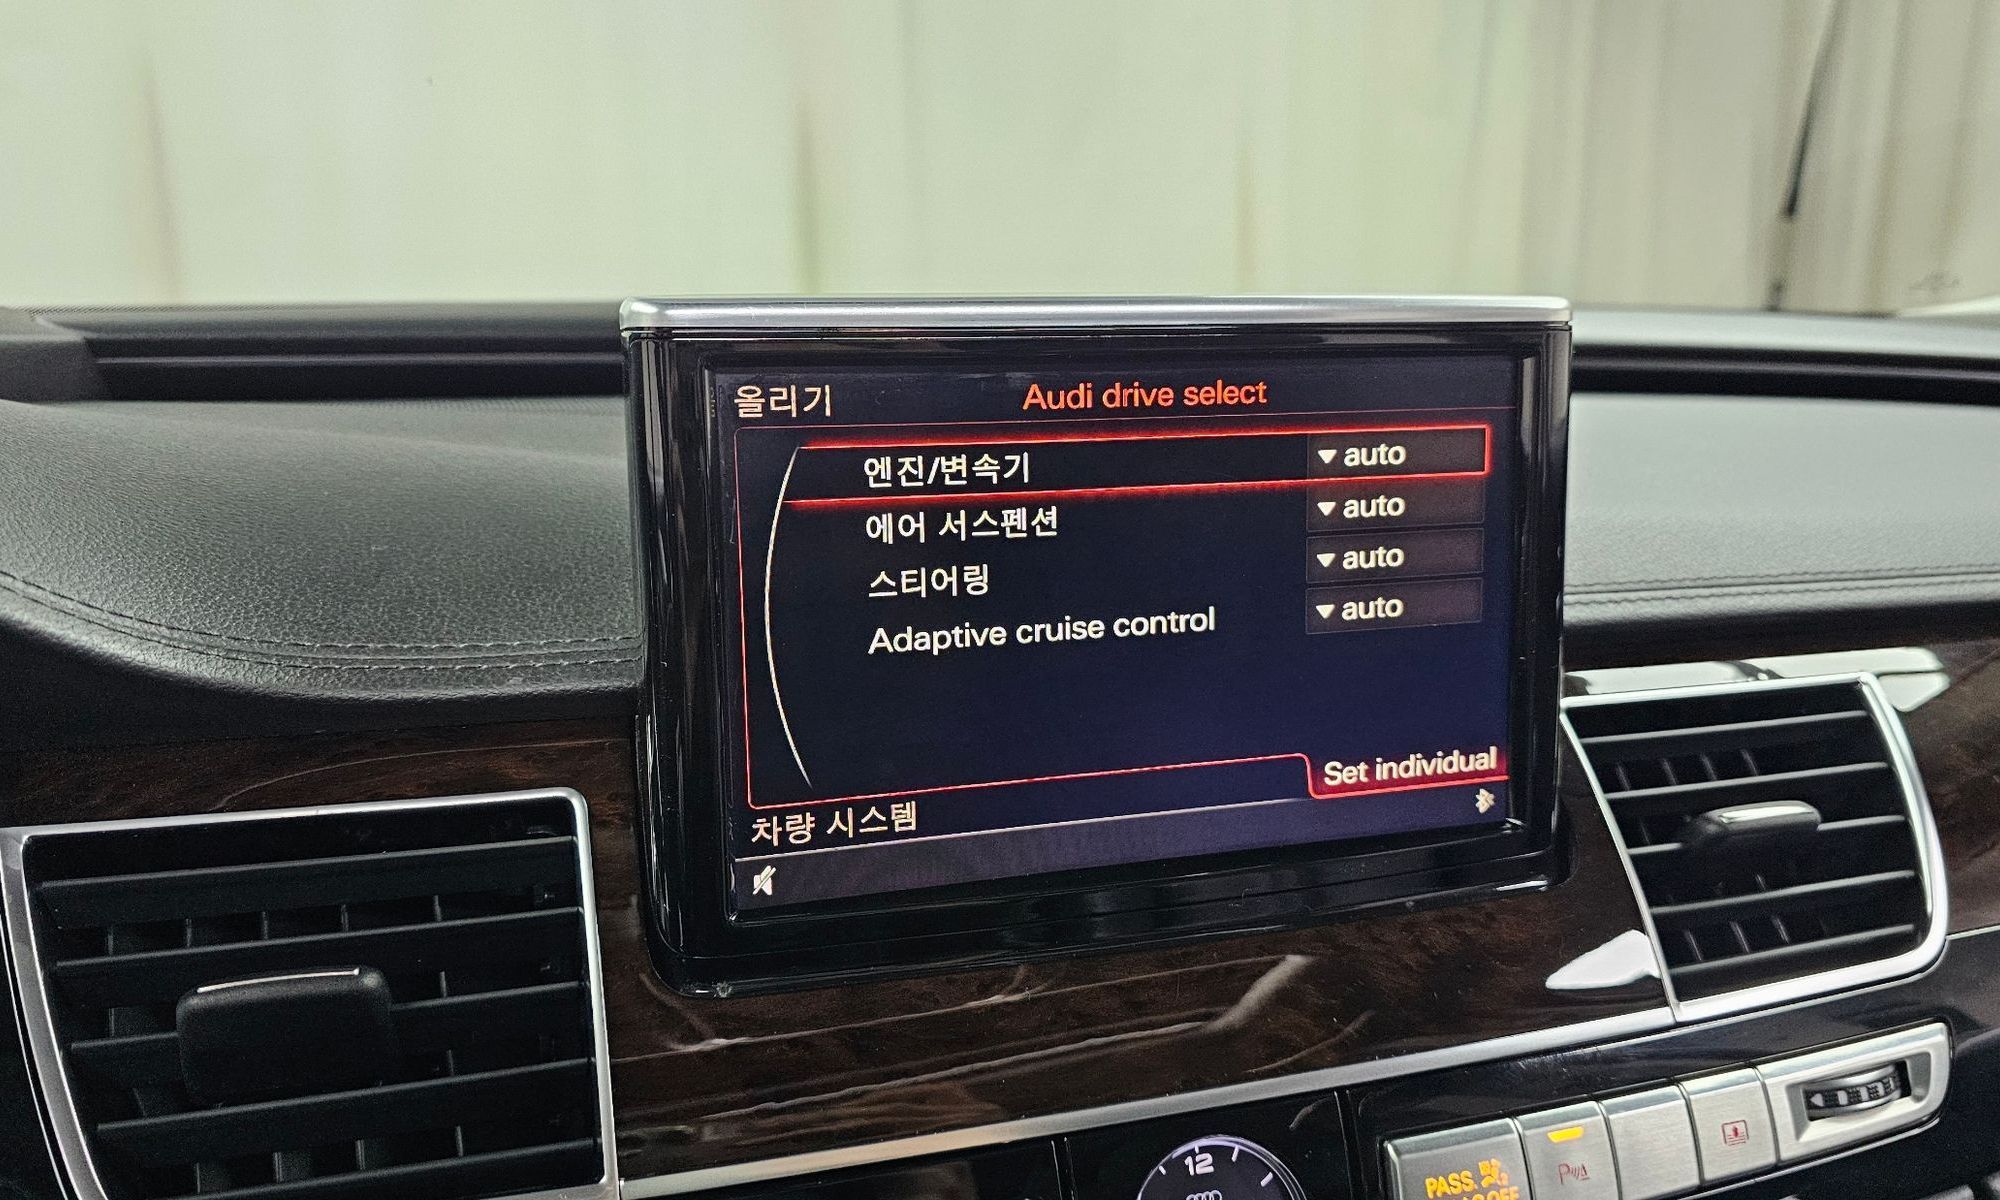 올리기
Audi drive select
엔진/변속기 ▼ auto
에어 서스펜션 ▼ auto
스티어링 ▼ auto
Adaptive cruise control ▼ auto
Set individual
차량 시스템
12
PASS.
OFF